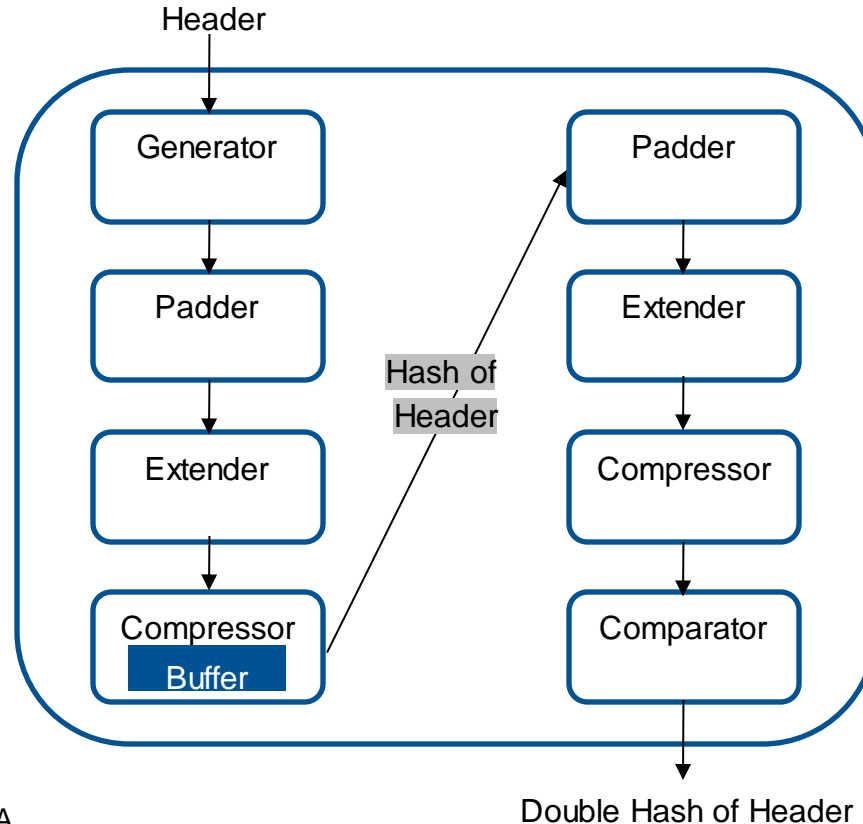 Header
Generator
Padder
Extender
Compressor
Buffer
Hash of
Header
Padder
Extender
Compressor
Comparator
Double Hash of Header
A